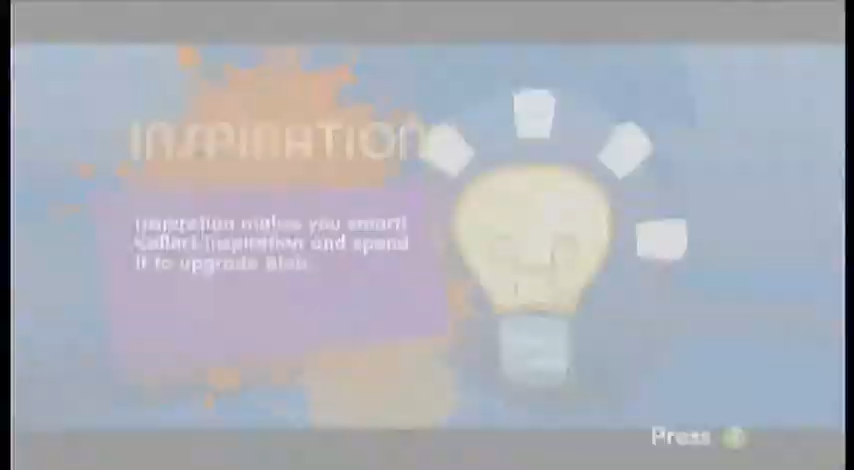 INSPIRATION
Inspiration makes you smart!
Collect Inspiration and spend
it to upgrade Blob.
Press